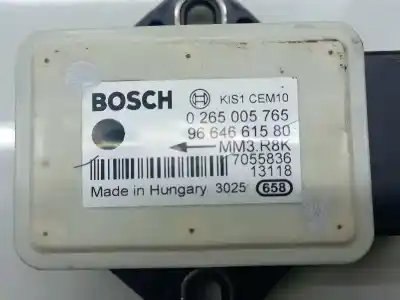 BOSCH KIS1 CEM10
0 265 005 765
96 646 615 80
MM3.R8K
7055836
13118
Made in Hungary 3025 658